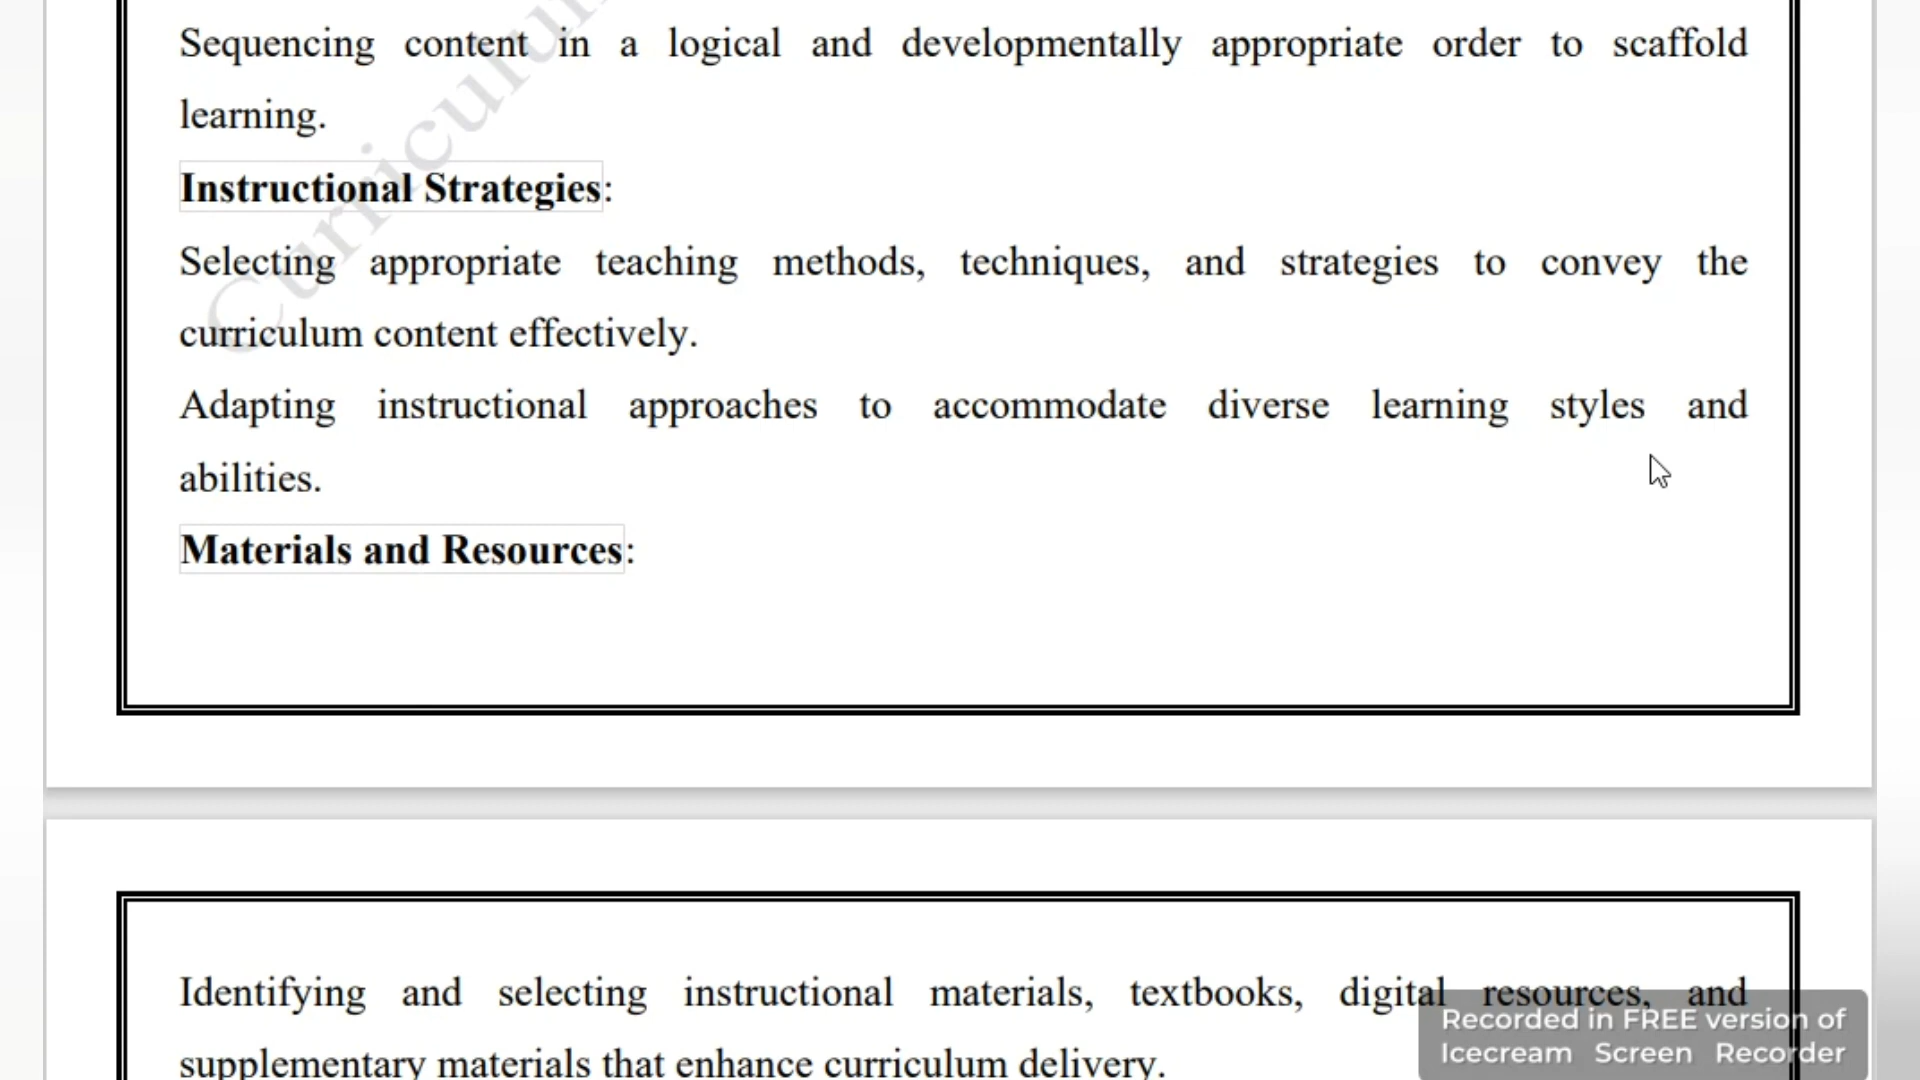 Sequencing content in a logical and developmentally appropriate order to scaffold
learning.
Instructional Strategies:
Selecting appropriate teaching methods, techniques, and strategies to convey the
curriculum content effectively.
Adapting instructional approaches to accommodate diverse learning styles and
abilities.
Materials and Resources:
Identifying and selecting instructional materials, textbooks, digital resources, and
supplementary materials that enhance curriculum delivery.
Curriculu
Recorded in FREE version of
Icecream Screen Recorder